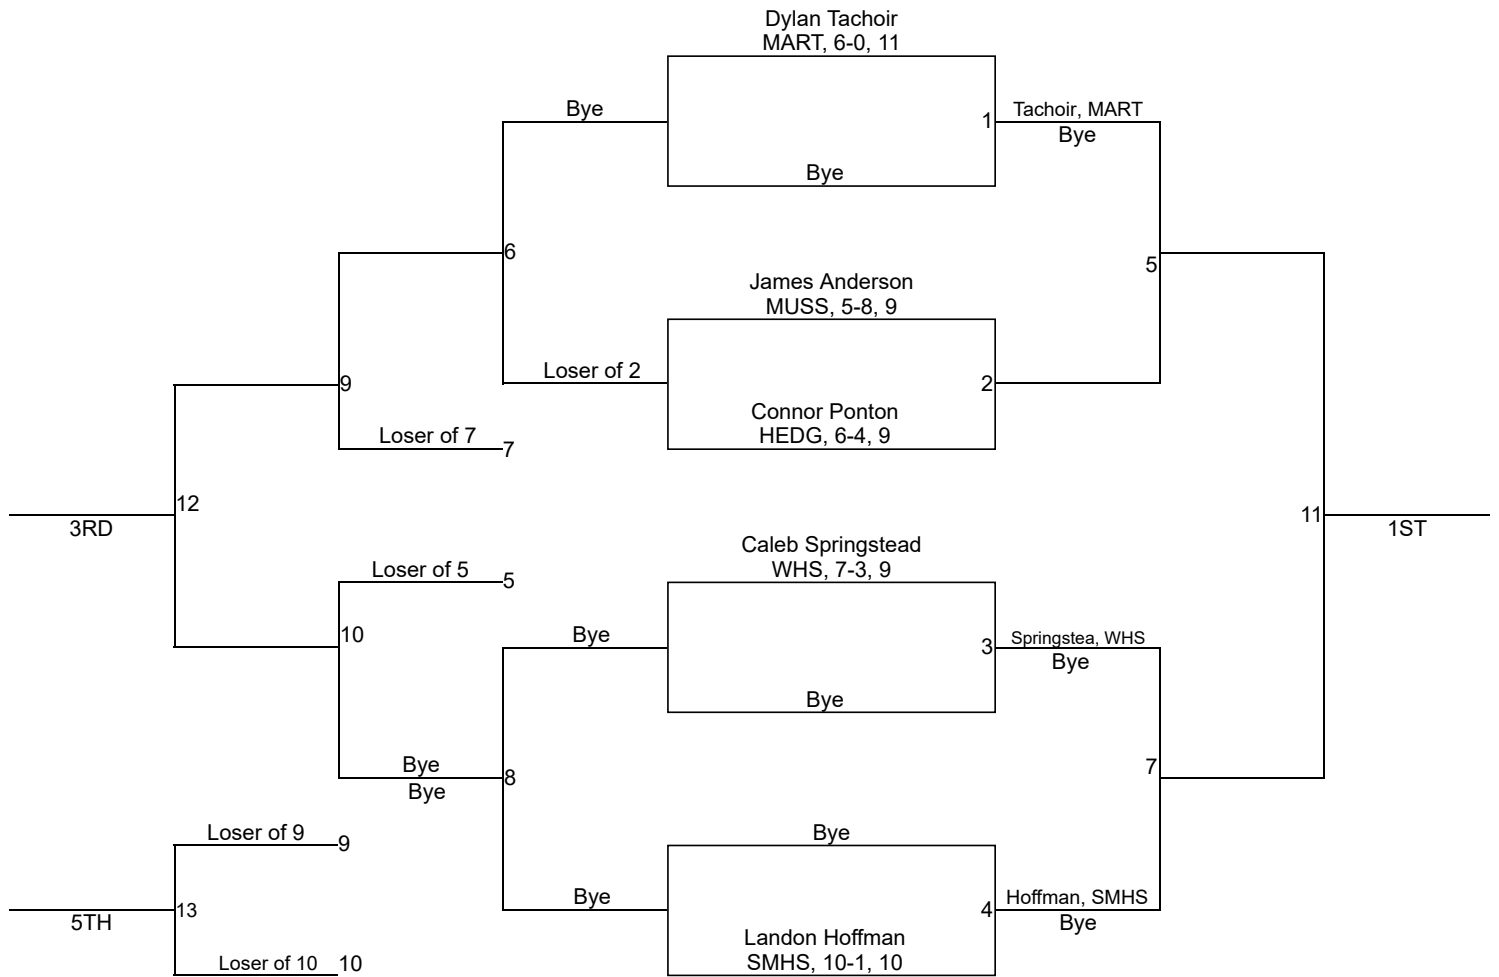 Dylan Tachoir
MART, 6-0, 11
Bye
1
Tachoir, MART
Bye
Bye
6
5
James Anderson
MUSS, 5-8, 9
Loser of 2
2
9
Connor Ponton
HEDG, 6-4, 9
Loser of 7
7
12
3RD
11
1ST
Caleb Springstead
WHS, 7-3, 9
Loser of 5
5
10
Bye
3
Springstea, WHS
Bye
Bye
Bye
Bye
8
7
Loser of 9
9
Bye
Bye
4
Hoffman, SMHS
Bye
13
5TH
Landon Hoffman
SMHS, 10-1, 10
Loser of 10
10